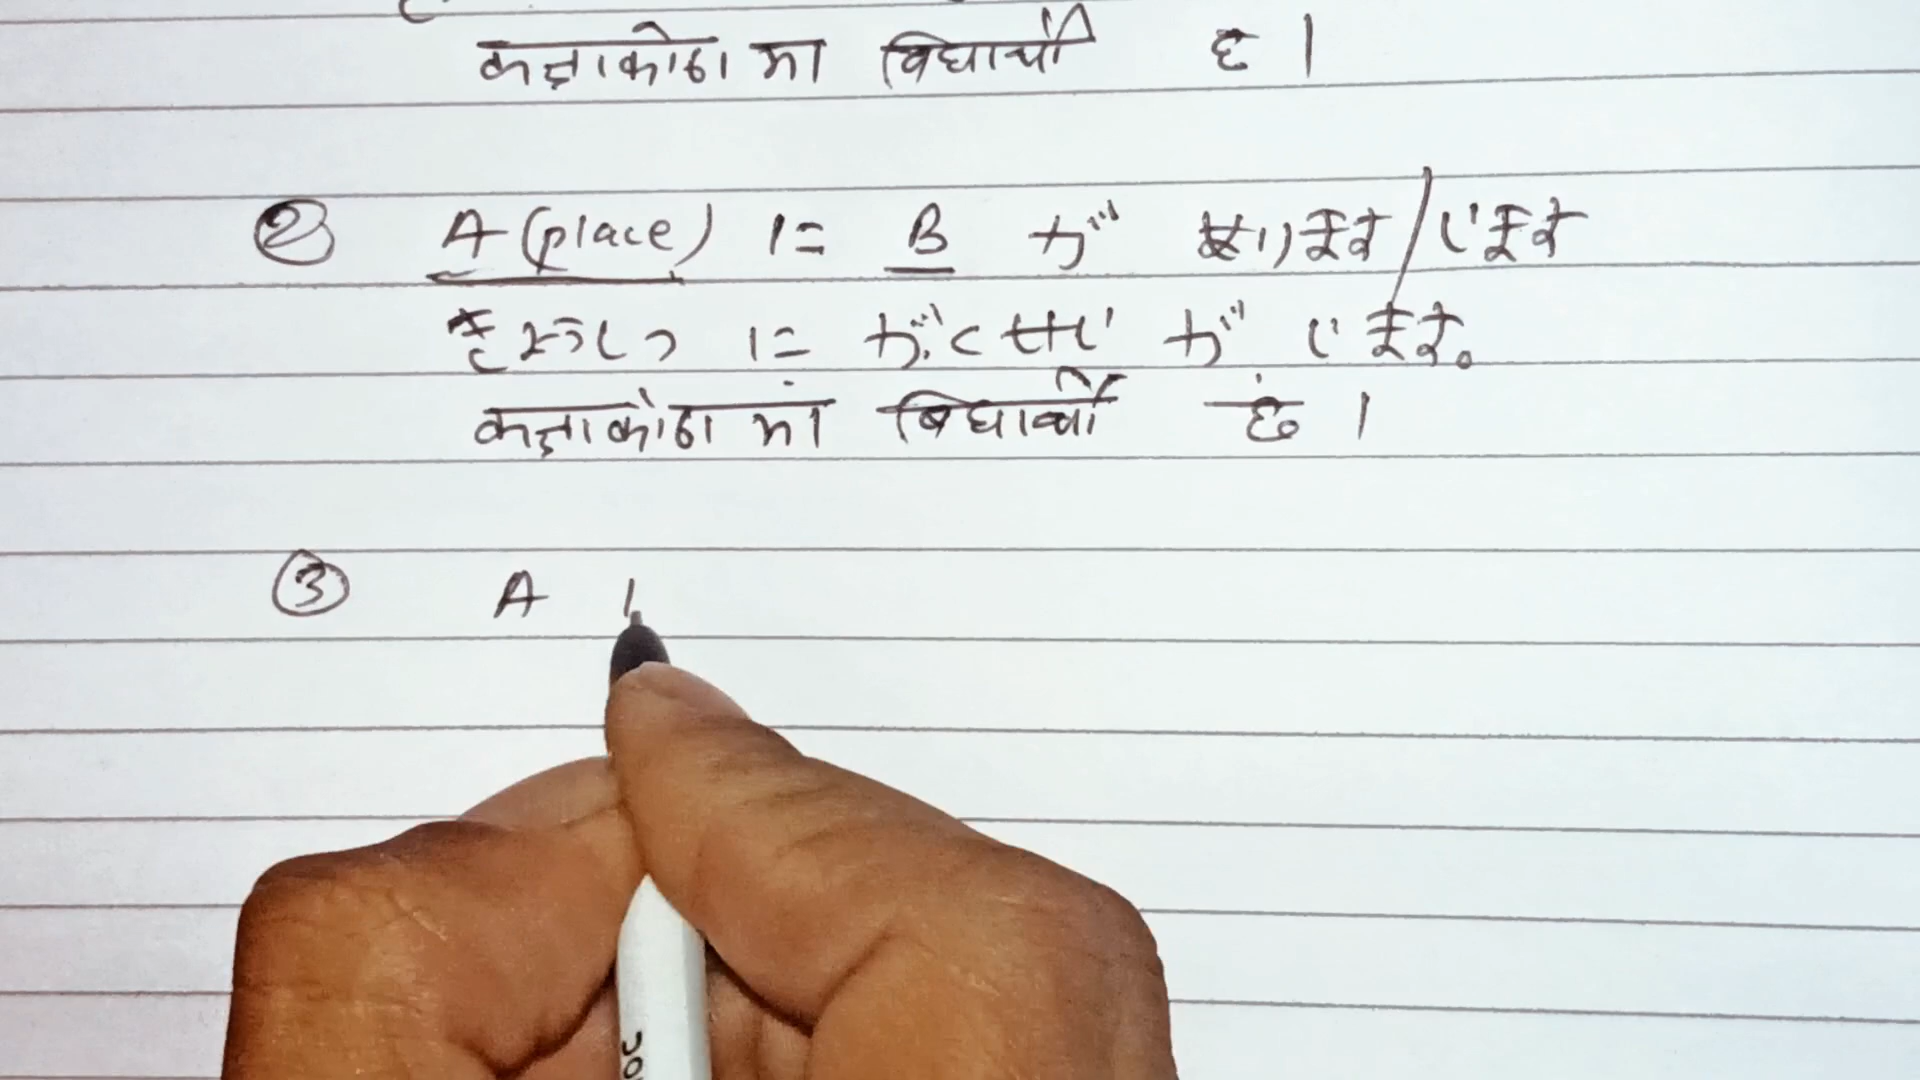 कक्षाकोठा मा विद्यार्थी छ ।
② A (place) に B が あります/います
きょうしつ に がくせい が います。
कक्षाकोठा मा विद्यार्थी छ ।
③ A